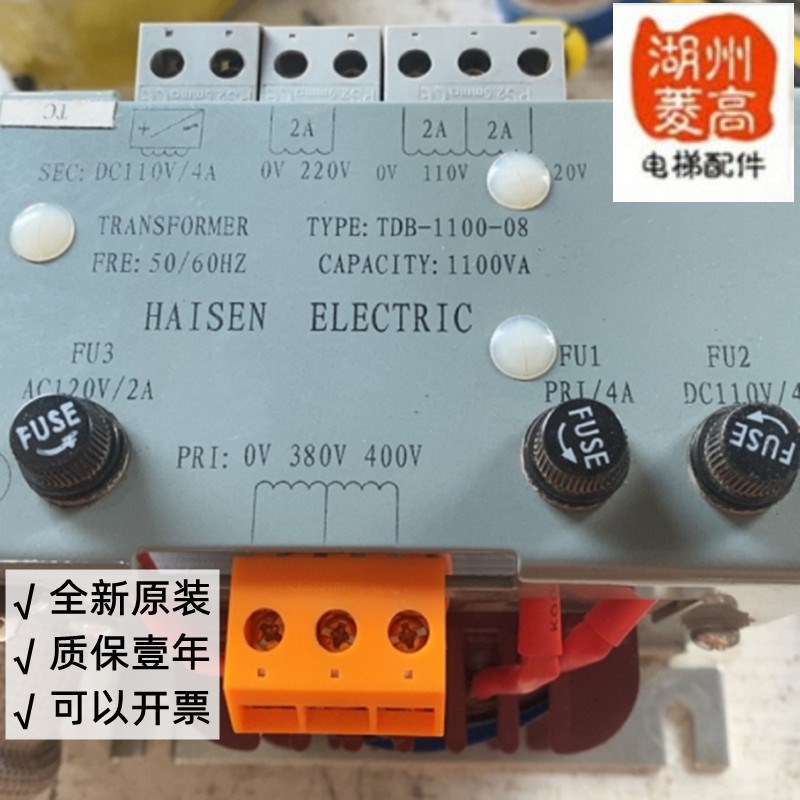 湖州
菱高
电梯配件
TC
+ -
2A 2A 2A
SEC: DC110V/4A 0V 220V 0V 110V 20V
TRANSFORMER TYPE: TDB-1100-08
FRE: 50/60HZ CAPACITY: 1100VA
HAISEN ELECTRIC
FU3 FU1 FU2
AC120V/2A PRI/4A DC110V/4
FUSE FUSE FUSE
PRI: 0V 380V 400V
√ 全新原装
√ 质保壹年
√ 可以开票